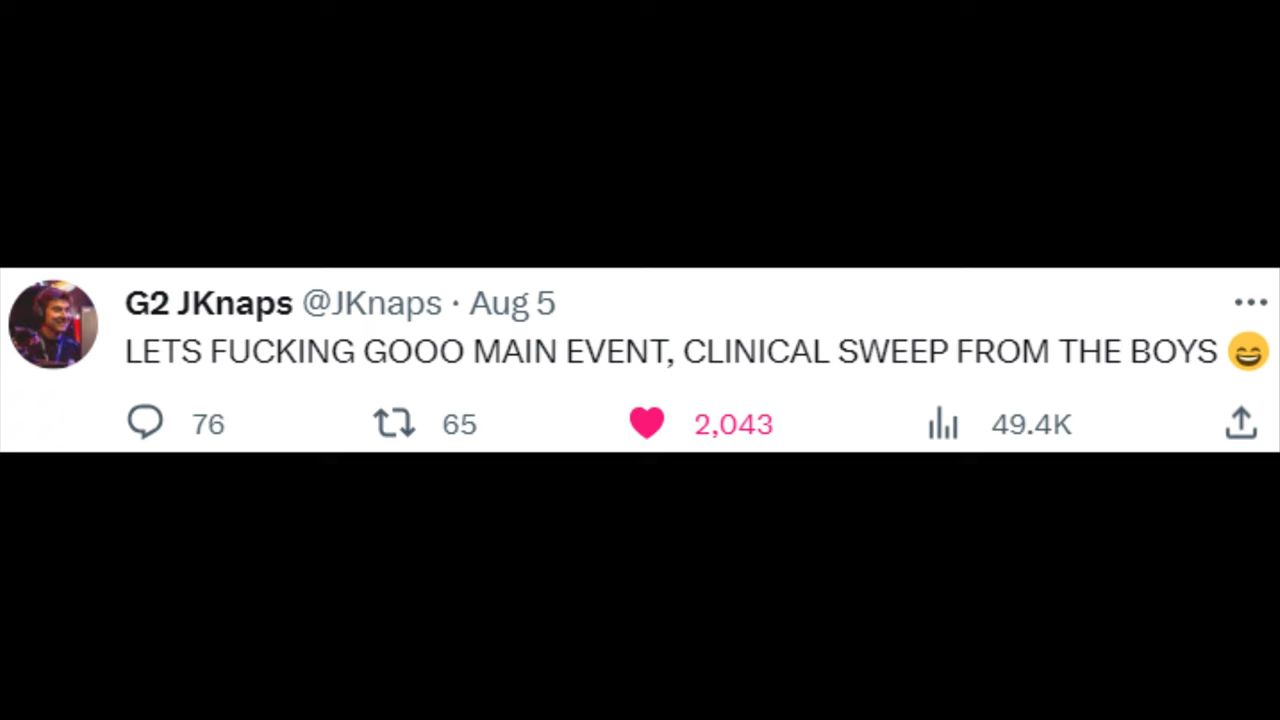 G2 JKnaps @JKnaps · Aug 5
LETS FUCKING GOOO MAIN EVENT, CLINICAL SWEEP FROM THE BOYS 😄
76 65 2,043 49.4K